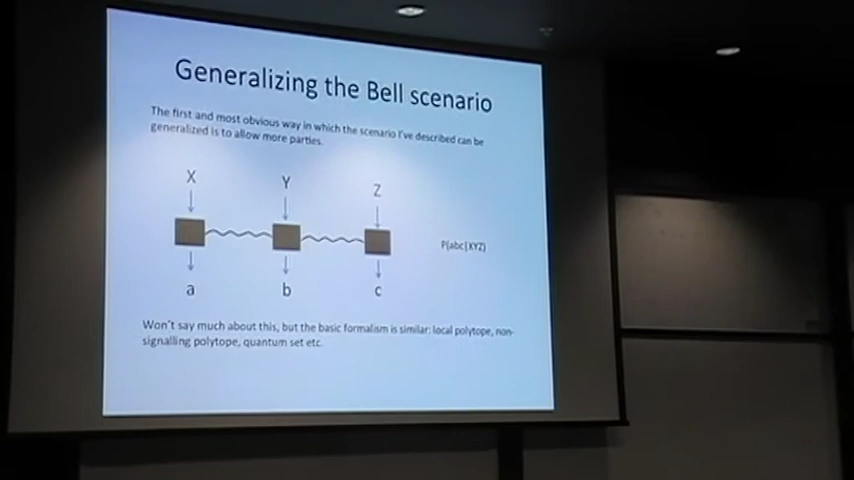 Generalizing the Bell scenario
The first and most obvious way in which the scenario I've described can be
generalized is to allow more parties.
X Y Z
P(abc|XYZ)
a b c
Won't say much about this, but the basic formalism is similar: local polytope, non-
signalling polytope, quantum set etc.